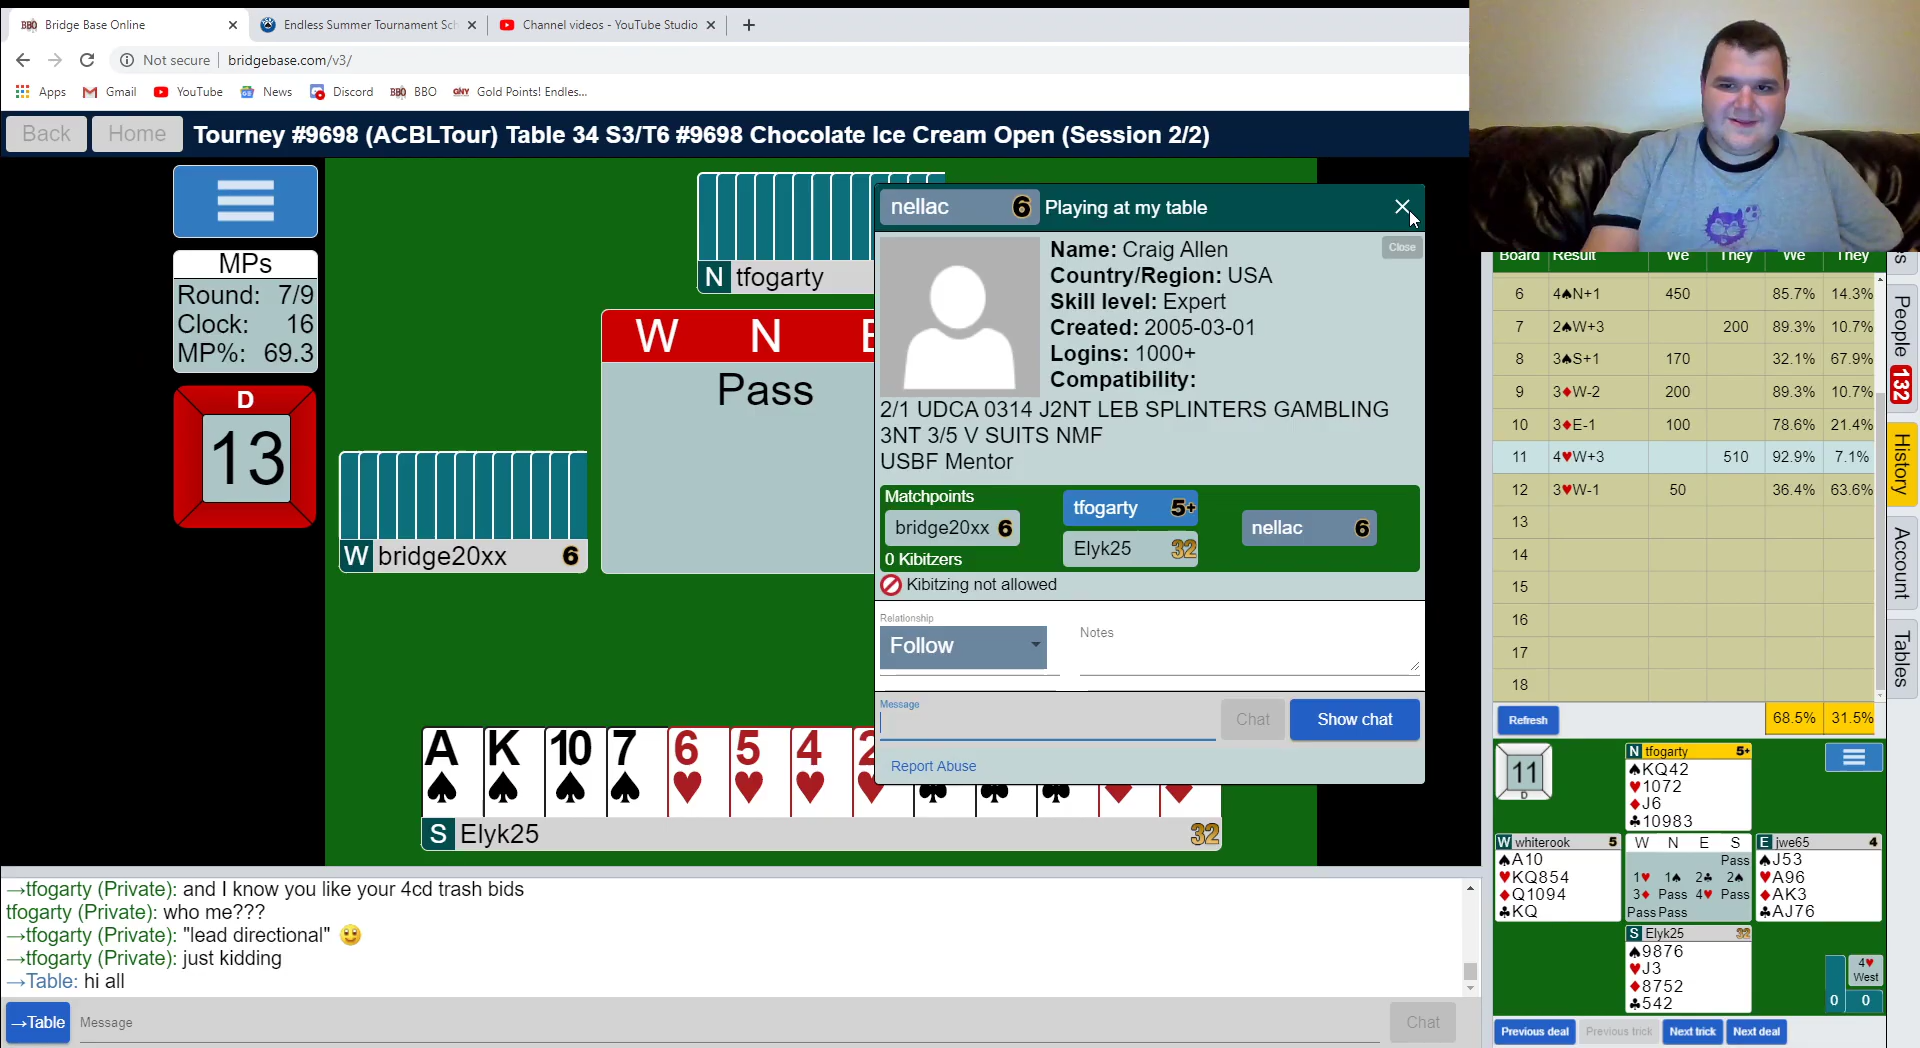 BBO Bridge Base Online
Endless Summer Tournament Sch
Channel videos - YouTube Studio
Not secure | bridgebase.com/v3/
Apps Gmail YouTube News Discord BBO BBO GNY Gold Points! Endles...
Back Home Tourney #9698 (ACBLTour) Table 34 S3/T6 #9698 Chocolate Ice Cream Open (Session 2/2)
MPs
Round: 7/9
Clock: 16
MP%: 69.3
D
13
N tfogarty
W N E
Pass
W bridge20xx 6
A K 10 7 6 5 4 2
S Elyk25 32
nellac 6 Playing at my table
Close
Name: Craig Allen
Country/Region: USA
Skill level: Expert
Created: 2005-03-01
Logins: 1000+
Compatibility:
2/1 UDCA 0314 J2NT LEB SPLINTERS GAMBLING
3NT 3/5 V SUITS NMF
USBF Mentor
Matchpoints
tfogarty 5+
bridge20xx 6
nellac 6
Elyk25 32
0 Kibitzers
Kibitzing not allowed
Relationship
Follow
Notes
Message
Chat
Show chat
Report Abuse
→tfogarty (Private): and I know you like your 4cd trash bids
tfogarty (Private): who me???
→tfogarty (Private): "lead directional" 🙂
→tfogarty (Private): just kidding
→Table: hi all
→Table Message Chat
Board Result We They We They
6 4♠N+1 450 85.7% 14.3%
7 2♠W+3 200 89.3% 10.7%
8 3♠S+1 170 32.1% 67.9%
9 3♦W-2 200 89.3% 10.7%
10 3♦E-1 100 78.6% 21.4%
11 4♥W+3 510 92.9% 7.1%
12 3♥W-1 50 36.4% 63.6%
13
14
15
16
17
18
Refresh 68.5% 31.5%
People 132
History
Account
Tables
11
D
N tfogarty 5+
♠KQ42
♥1072
♦J6
♣10983
W whiterook 5
♠A10
♥KQ854
♦Q1094
♣KQ
W N E S
Pass
1♥ 1♠ 2♣ 2♠
3♦ Pass 4♥ Pass
Pass Pass
E jwe65 4
♠J53
♥A96
♦AK3
♣AJ76
S Elyk25 32
♠9876
♥J3
♦8752
♣542
4♥
West
0 0
Previous deal Previous trick Next trick Next deal